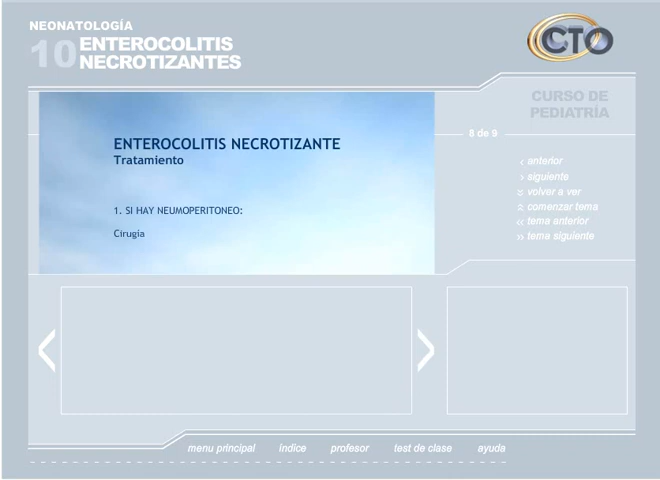 NEONATOLOGÍA
10 ENTEROCOLITIS
NECROTIZANTES
CTO
CURSO DE
PEDIATRÍA
8 de 9
ENTEROCOLITIS NECROTIZANTE
Tratamiento
1. SI HAY NEUMOPERITONEO:
Cirugía
‹ anterior
› siguiente
volver a ver
comenzar tema
« tema anterior
» tema siguiente
menu principal
índice
profesor
test de clase
ayuda